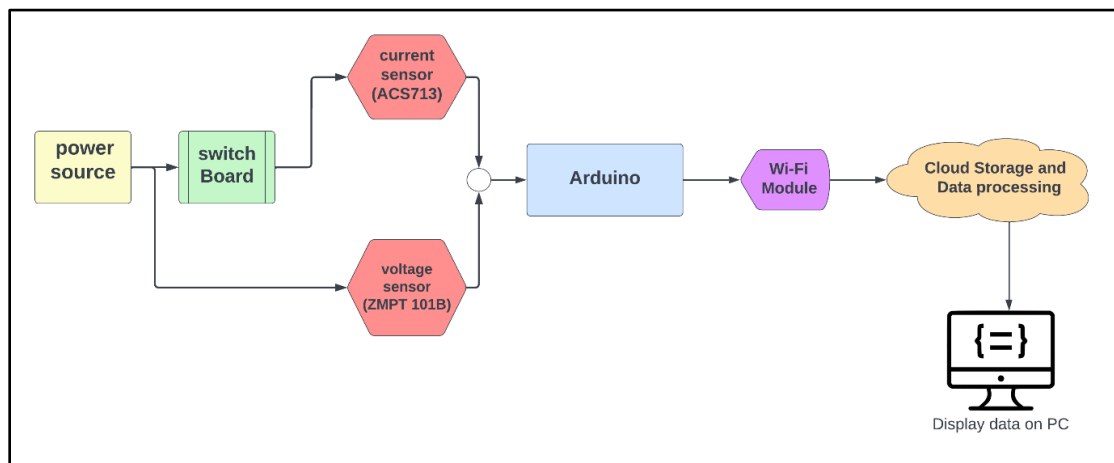 current
sensor
(ACS713)
power
source
switch
Board
Arduino
Wi-Fi
Module
Cloud Storage and
Data processing
voltage
sensor
(ZMPT 101B)
{=}
Display data on PC